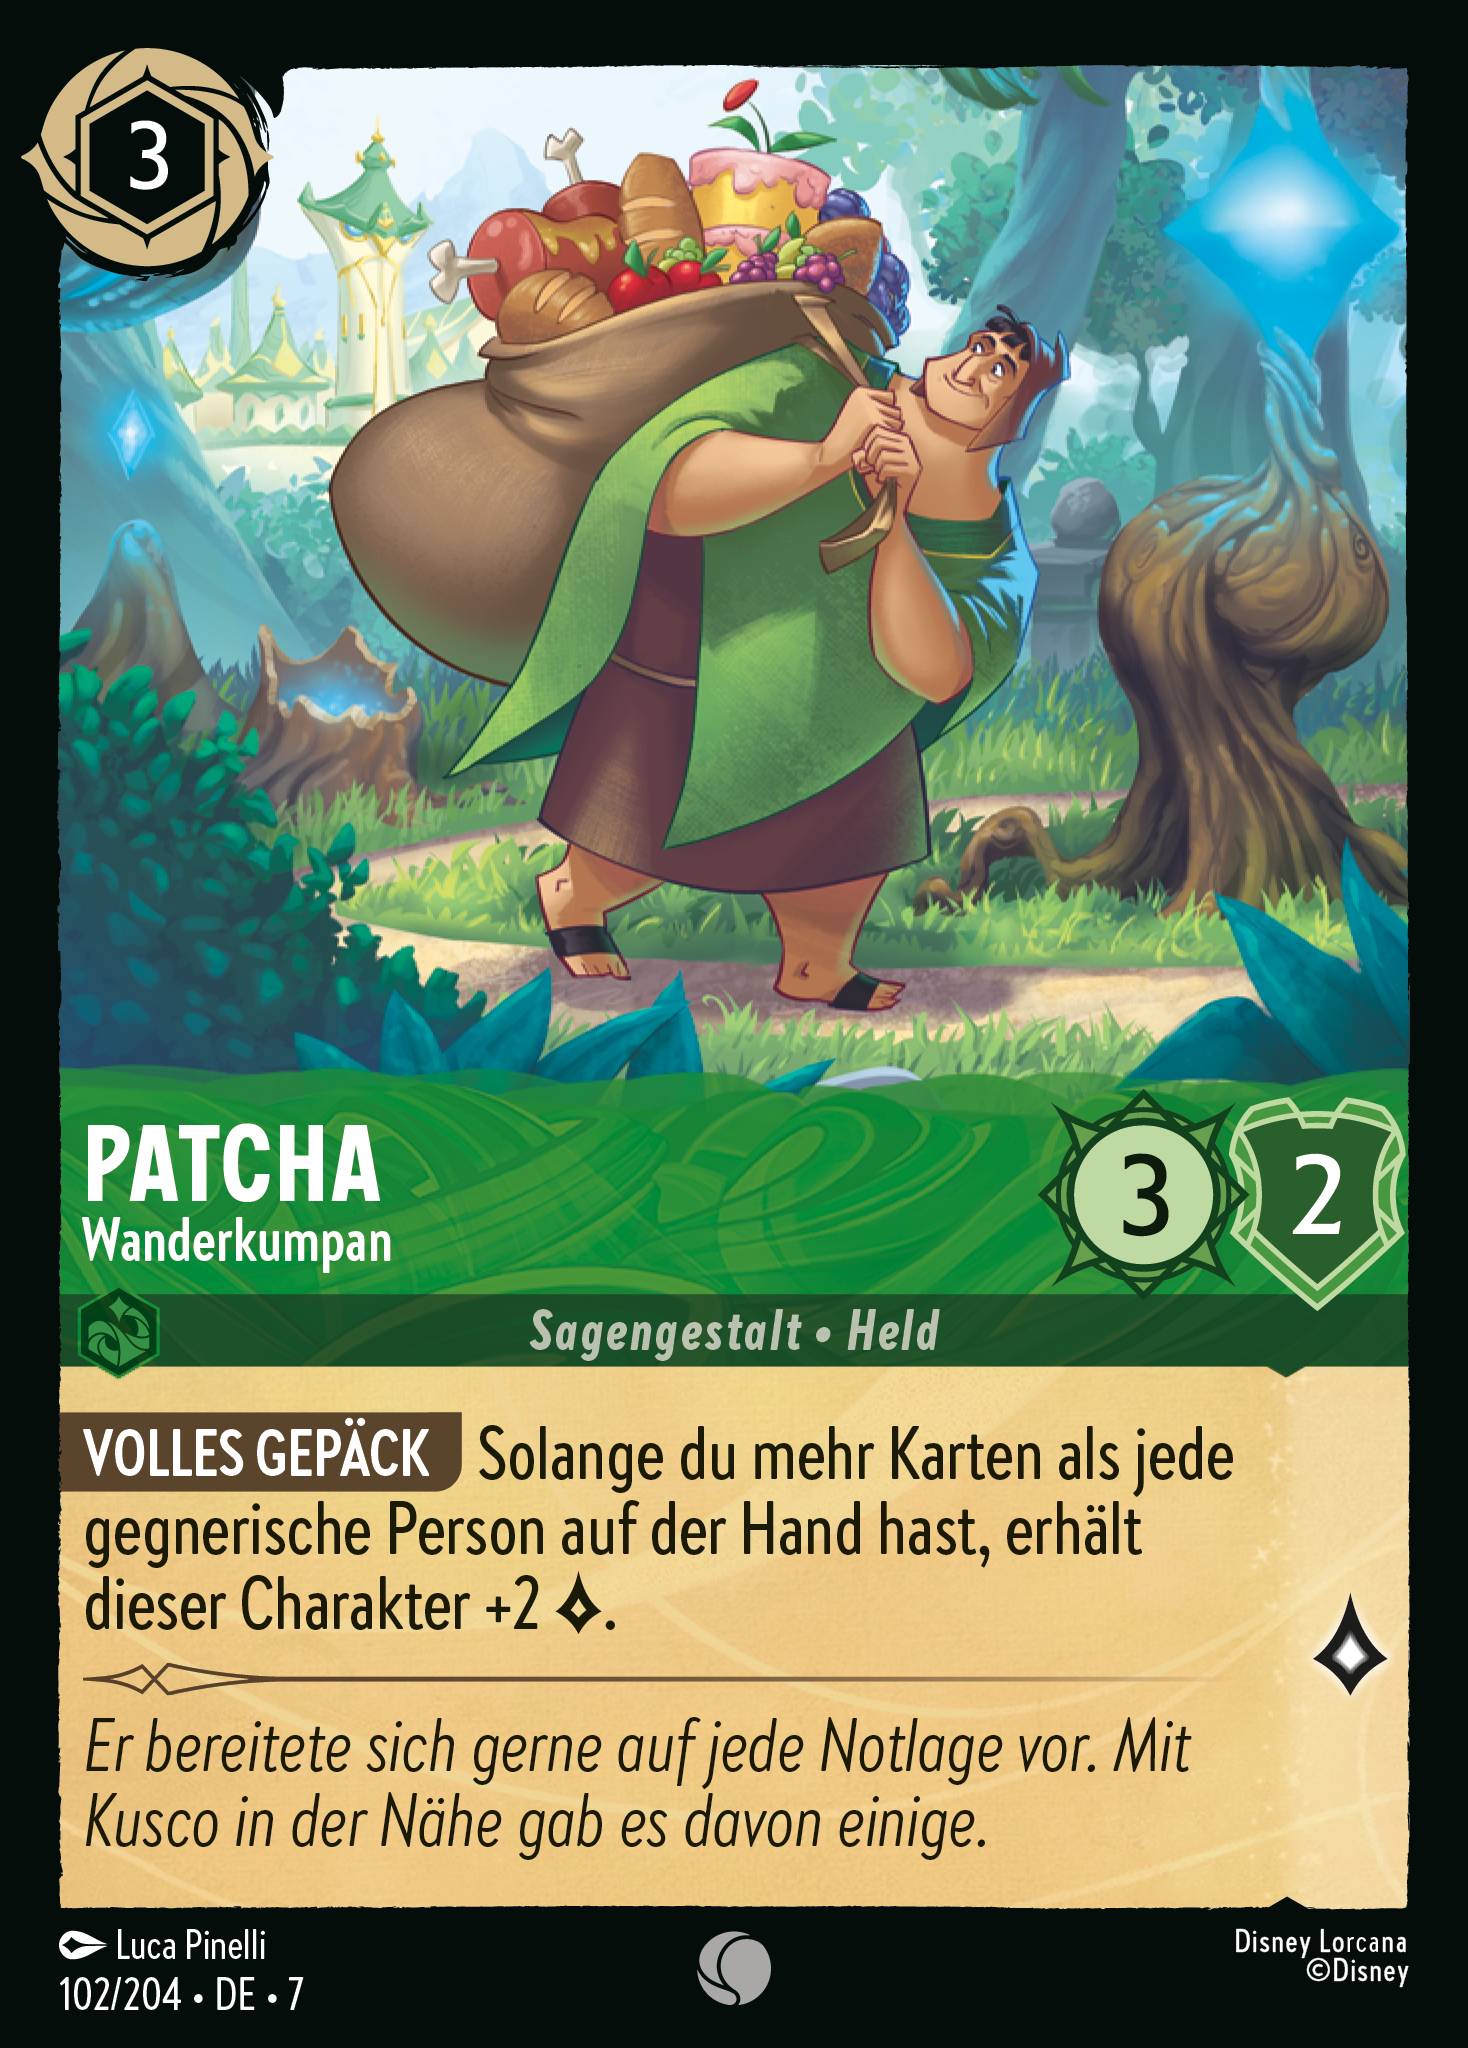 3
PATCHA
Wanderkumpan
3
2
Sagengestalt • Held
VOLLES GEPÄCK Solange du mehr Karten als jede
gegnerische Person auf der Hand hast, erhält
dieser Charakter +2 .
Er bereitete sich gerne auf jede Notlage vor. Mit
Kusco in der Nähe gab es davon einige.
Luca Pinelli
102/204 • DE • 7
Disney Lorcana
©Disney